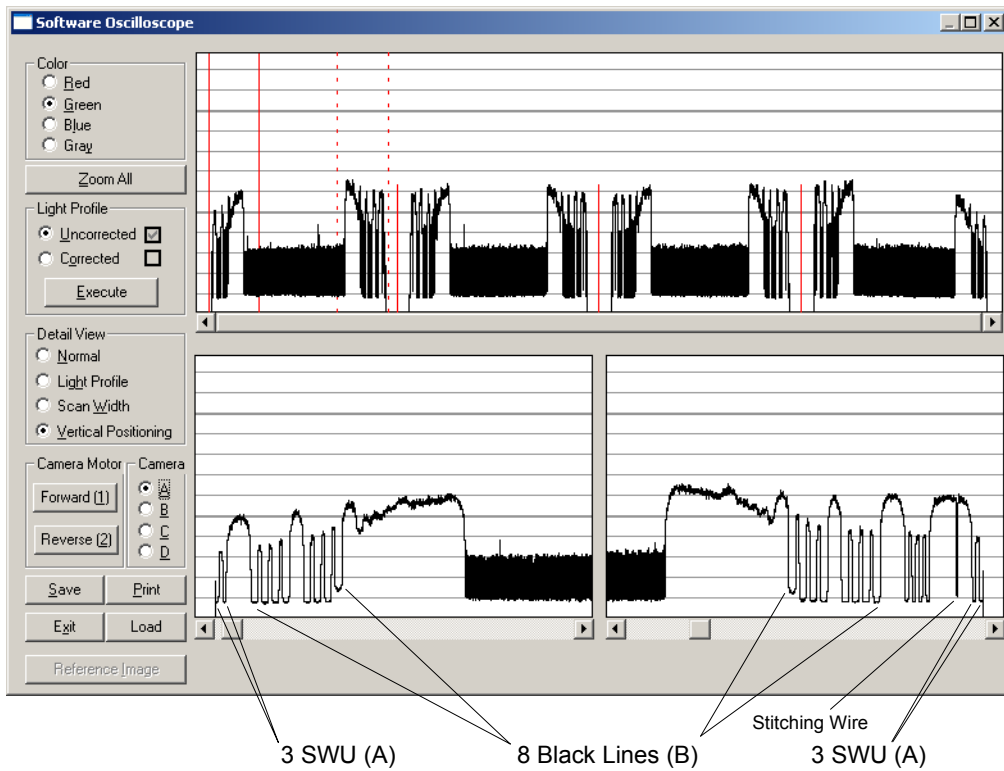 Software Oscilloscope
Color
Red
Green
Blue
Gray
Zoom All
Light Profile
Uncorrected
Corrected
Execute
Detail View
Normal
Light Profile
Scan Width
Vertical Positioning
Camera Motor
Camera
Forward (1)
Reverse (2)
A
B
C
D
Save
Print
Exit
Load
Reference Image
Stitching Wire
3 SWU (A)
8 Black Lines (B)
3 SWU (A)